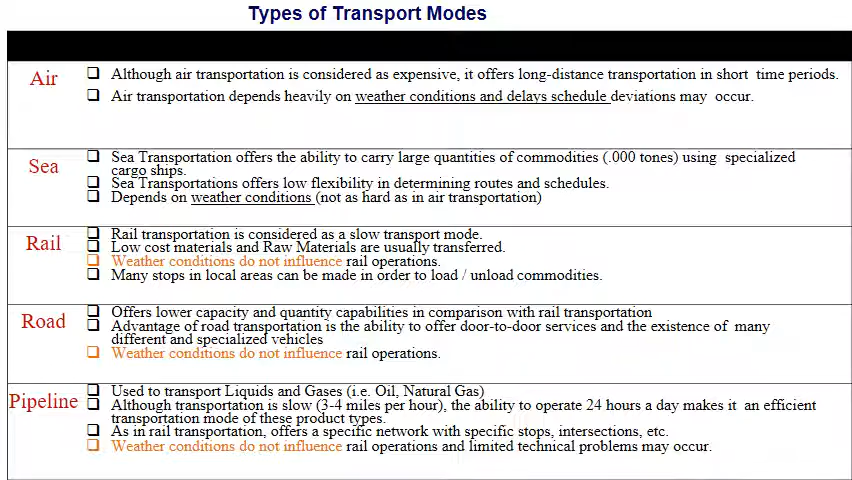 Types of Transport Modes
Air
Although air transportation is considered as expensive, it offers long-distance transportation in short time periods.
Air transportation depends heavily on weather conditions and delays schedule deviations may occur.
Sea
Sea Transportation offers the ability to carry large quantities of commodities (.000 tones) using specialized
cargo ships.
Sea Transportations offers low flexibility in determining routes and schedules.
Depends on weather conditions (not as hard as in air transportation)
Rail
Rail transportation is considered as a slow transport mode.
Low cost materials and Raw Materials are usually transferred.
Weather conditions do not influence rail operations.
Many stops in local areas can be made in order to load / unload commodities.
Road
Offers lower capacity and quantity capabilities in comparison with rail transportation
Advantage of road transportation is the ability to offer door-to-door services and the existence of many
different and specialized vehicles
Weather conditions do not influence rail operations.
Pipeline
Used to transport Liquids and Gases (i.e. Oil, Natural Gas)
Although transportation is slow (3-4 miles per hour), the ability to operate 24 hours a day makes it an efficient
transportation mode of these product types.
As in rail transportation, offers a specific network with specific stops, intersections, etc.
Weather conditions do not influence rail operations and limited technical problems may occur.